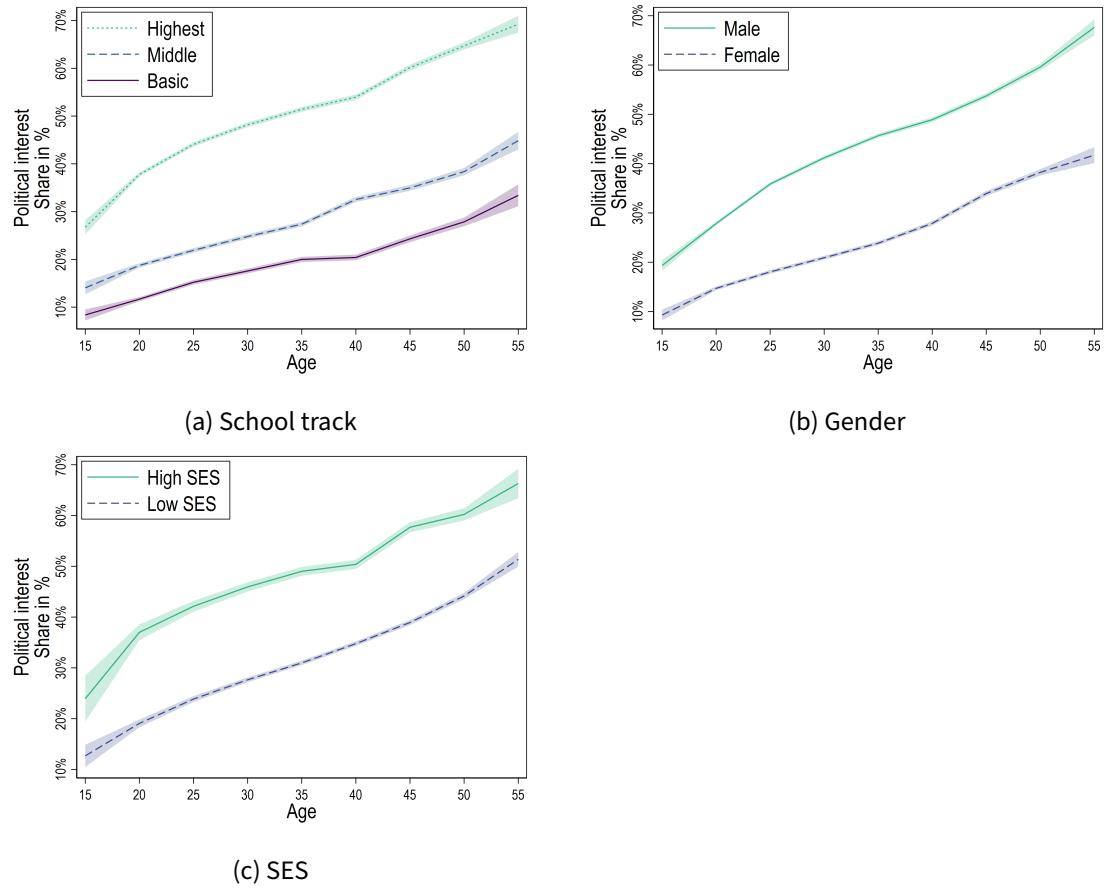 Highest
Middle
Basic
Political interest
Share in %
70%
60%
50%
40%
30%
20%
10%
15 20 25 30 35 40 45 50 55
Age
(a) School track
Male
Female
Political interest
Share in %
70%
60%
50%
40%
30%
20%
10%
15 20 25 30 35 40 45 50 55
Age
(b) Gender
High SES
Low SES
Political interest
Share in %
70%
60%
50%
40%
30%
20%
10%
15 20 25 30 35 40 45 50 55
Age
(c) SES